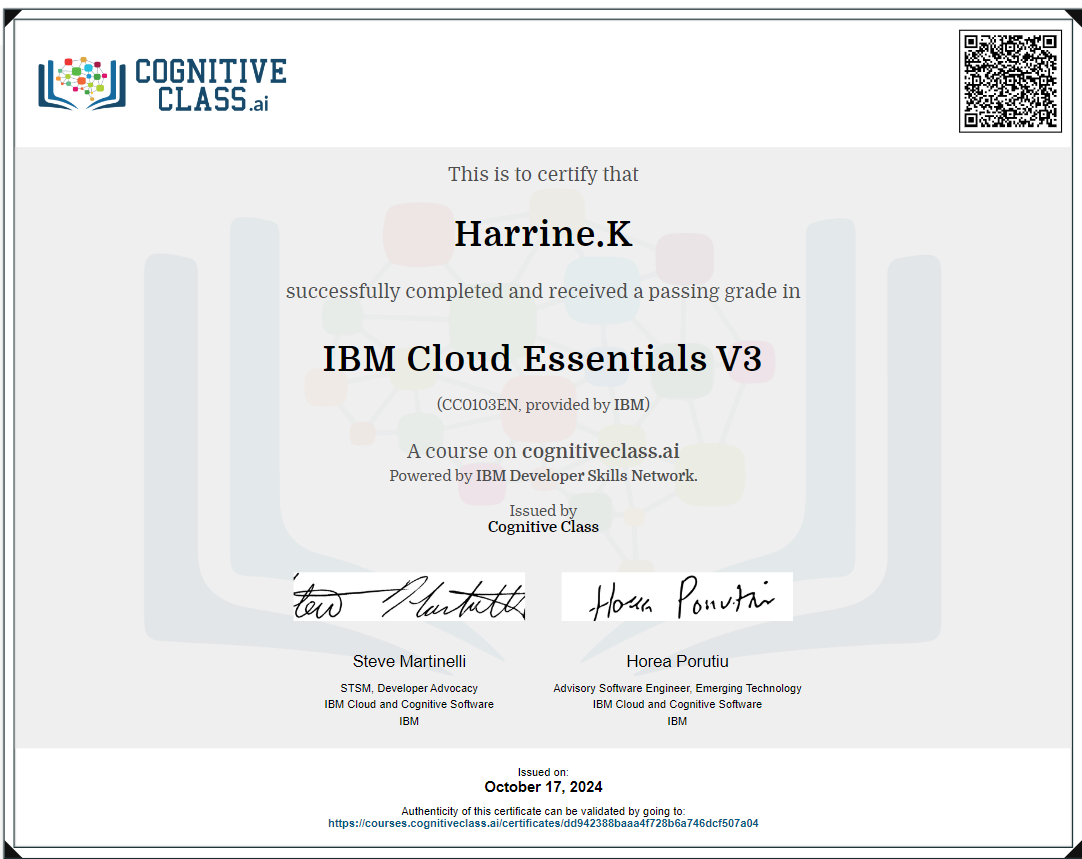 COGNITIVE
CLASS.ai
This is to certify that
Harrine.K
successfully completed and received a passing grade in
IBM Cloud Essentials V3
(CC0103EN, provided by IBM)
A course on cognitiveclass.ai
Powered by IBM Developer Skills Network.
Issued by
Cognitive Class
Steve Martinelli
STSM, Developer Advocacy
IBM Cloud and Cognitive Software
IBM
Horea Porutiu
Advisory Software Engineer, Emerging Technology
IBM Cloud and Cognitive Software
IBM
Issued on:
October 17, 2024
Authenticity of this certificate can be validated by going to:
https://courses.cognitiveclass.ai/certificates/dd942388baaa4f728b6a746dcf507a04